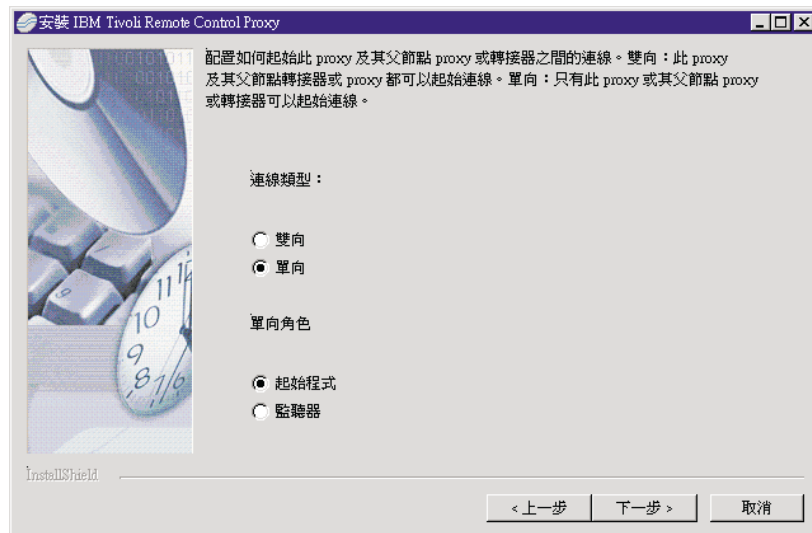 安裝 IBM Tivoli Remote Control Proxy
配置如何起始此 proxy 及其父節點 proxy 或轉接器之間的連線。雙向：此 proxy
及其父節點轉接器或 proxy 都可以起始連線。單向：只有此 proxy 或其父節點 proxy
或轉接器可以起始連線。
連線類型：
雙向
單向
單向角色
起始程式
監聽器
InstallShield
< 上一步
下一步 >
取消